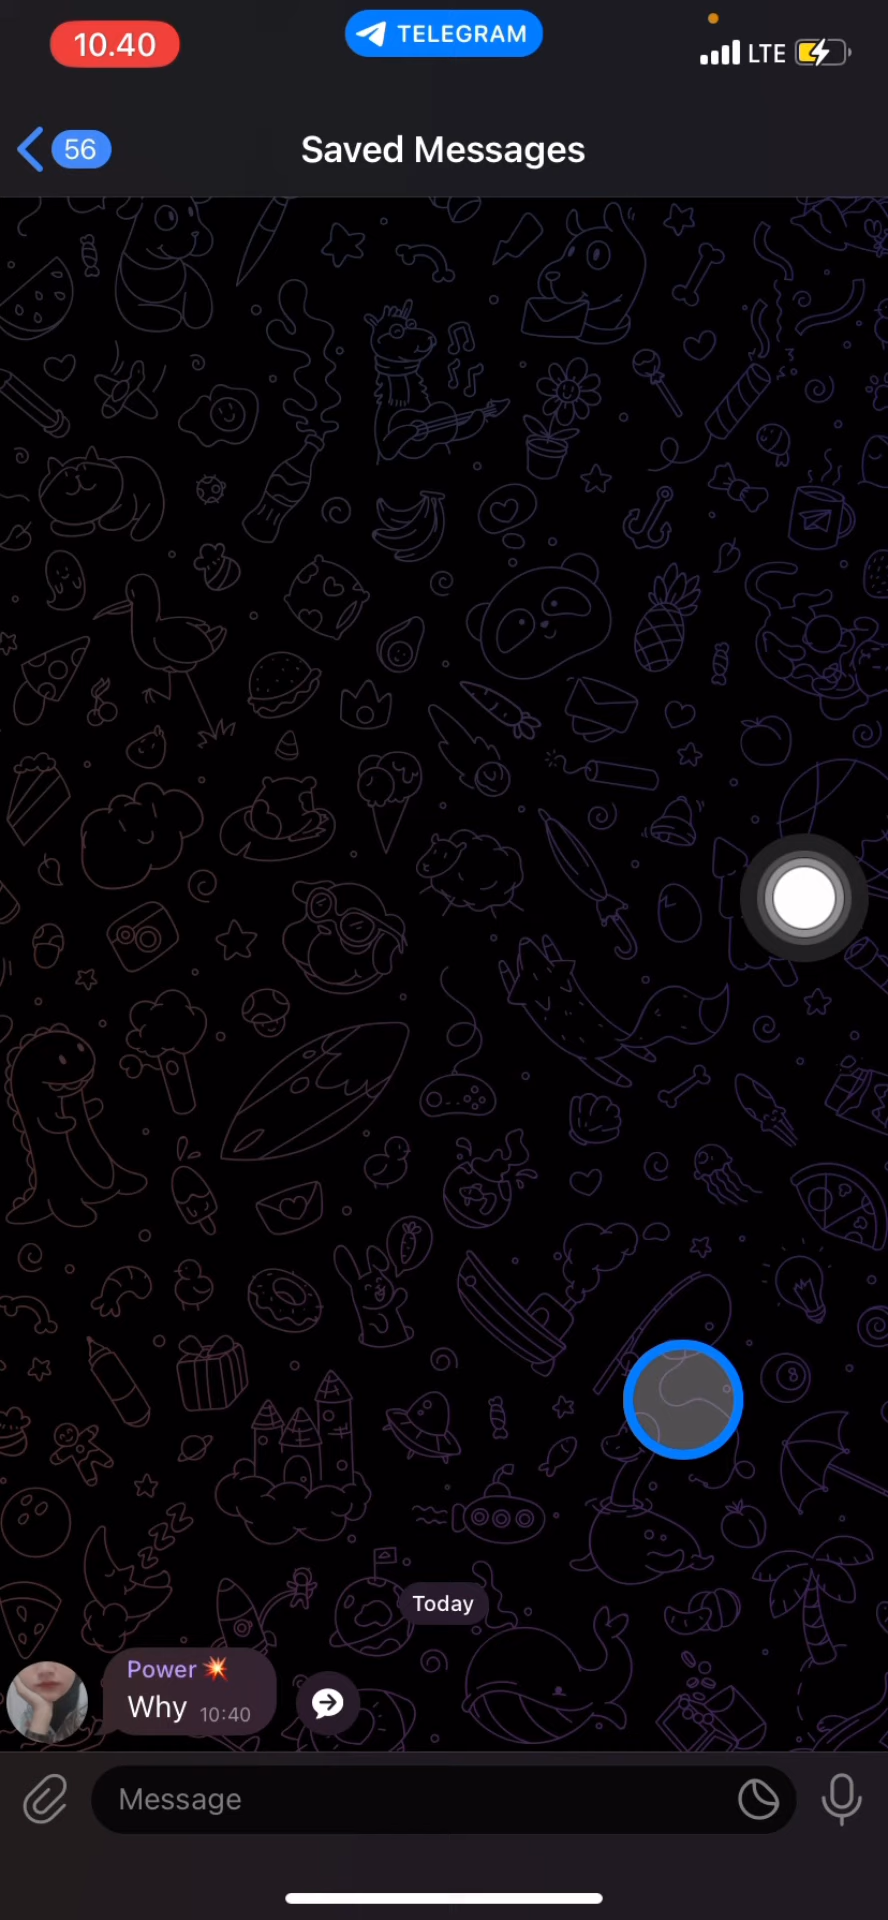 10.40
TELEGRAM
LTE
56
Saved Messages
Today
Power 💥
Why 10:40
Message